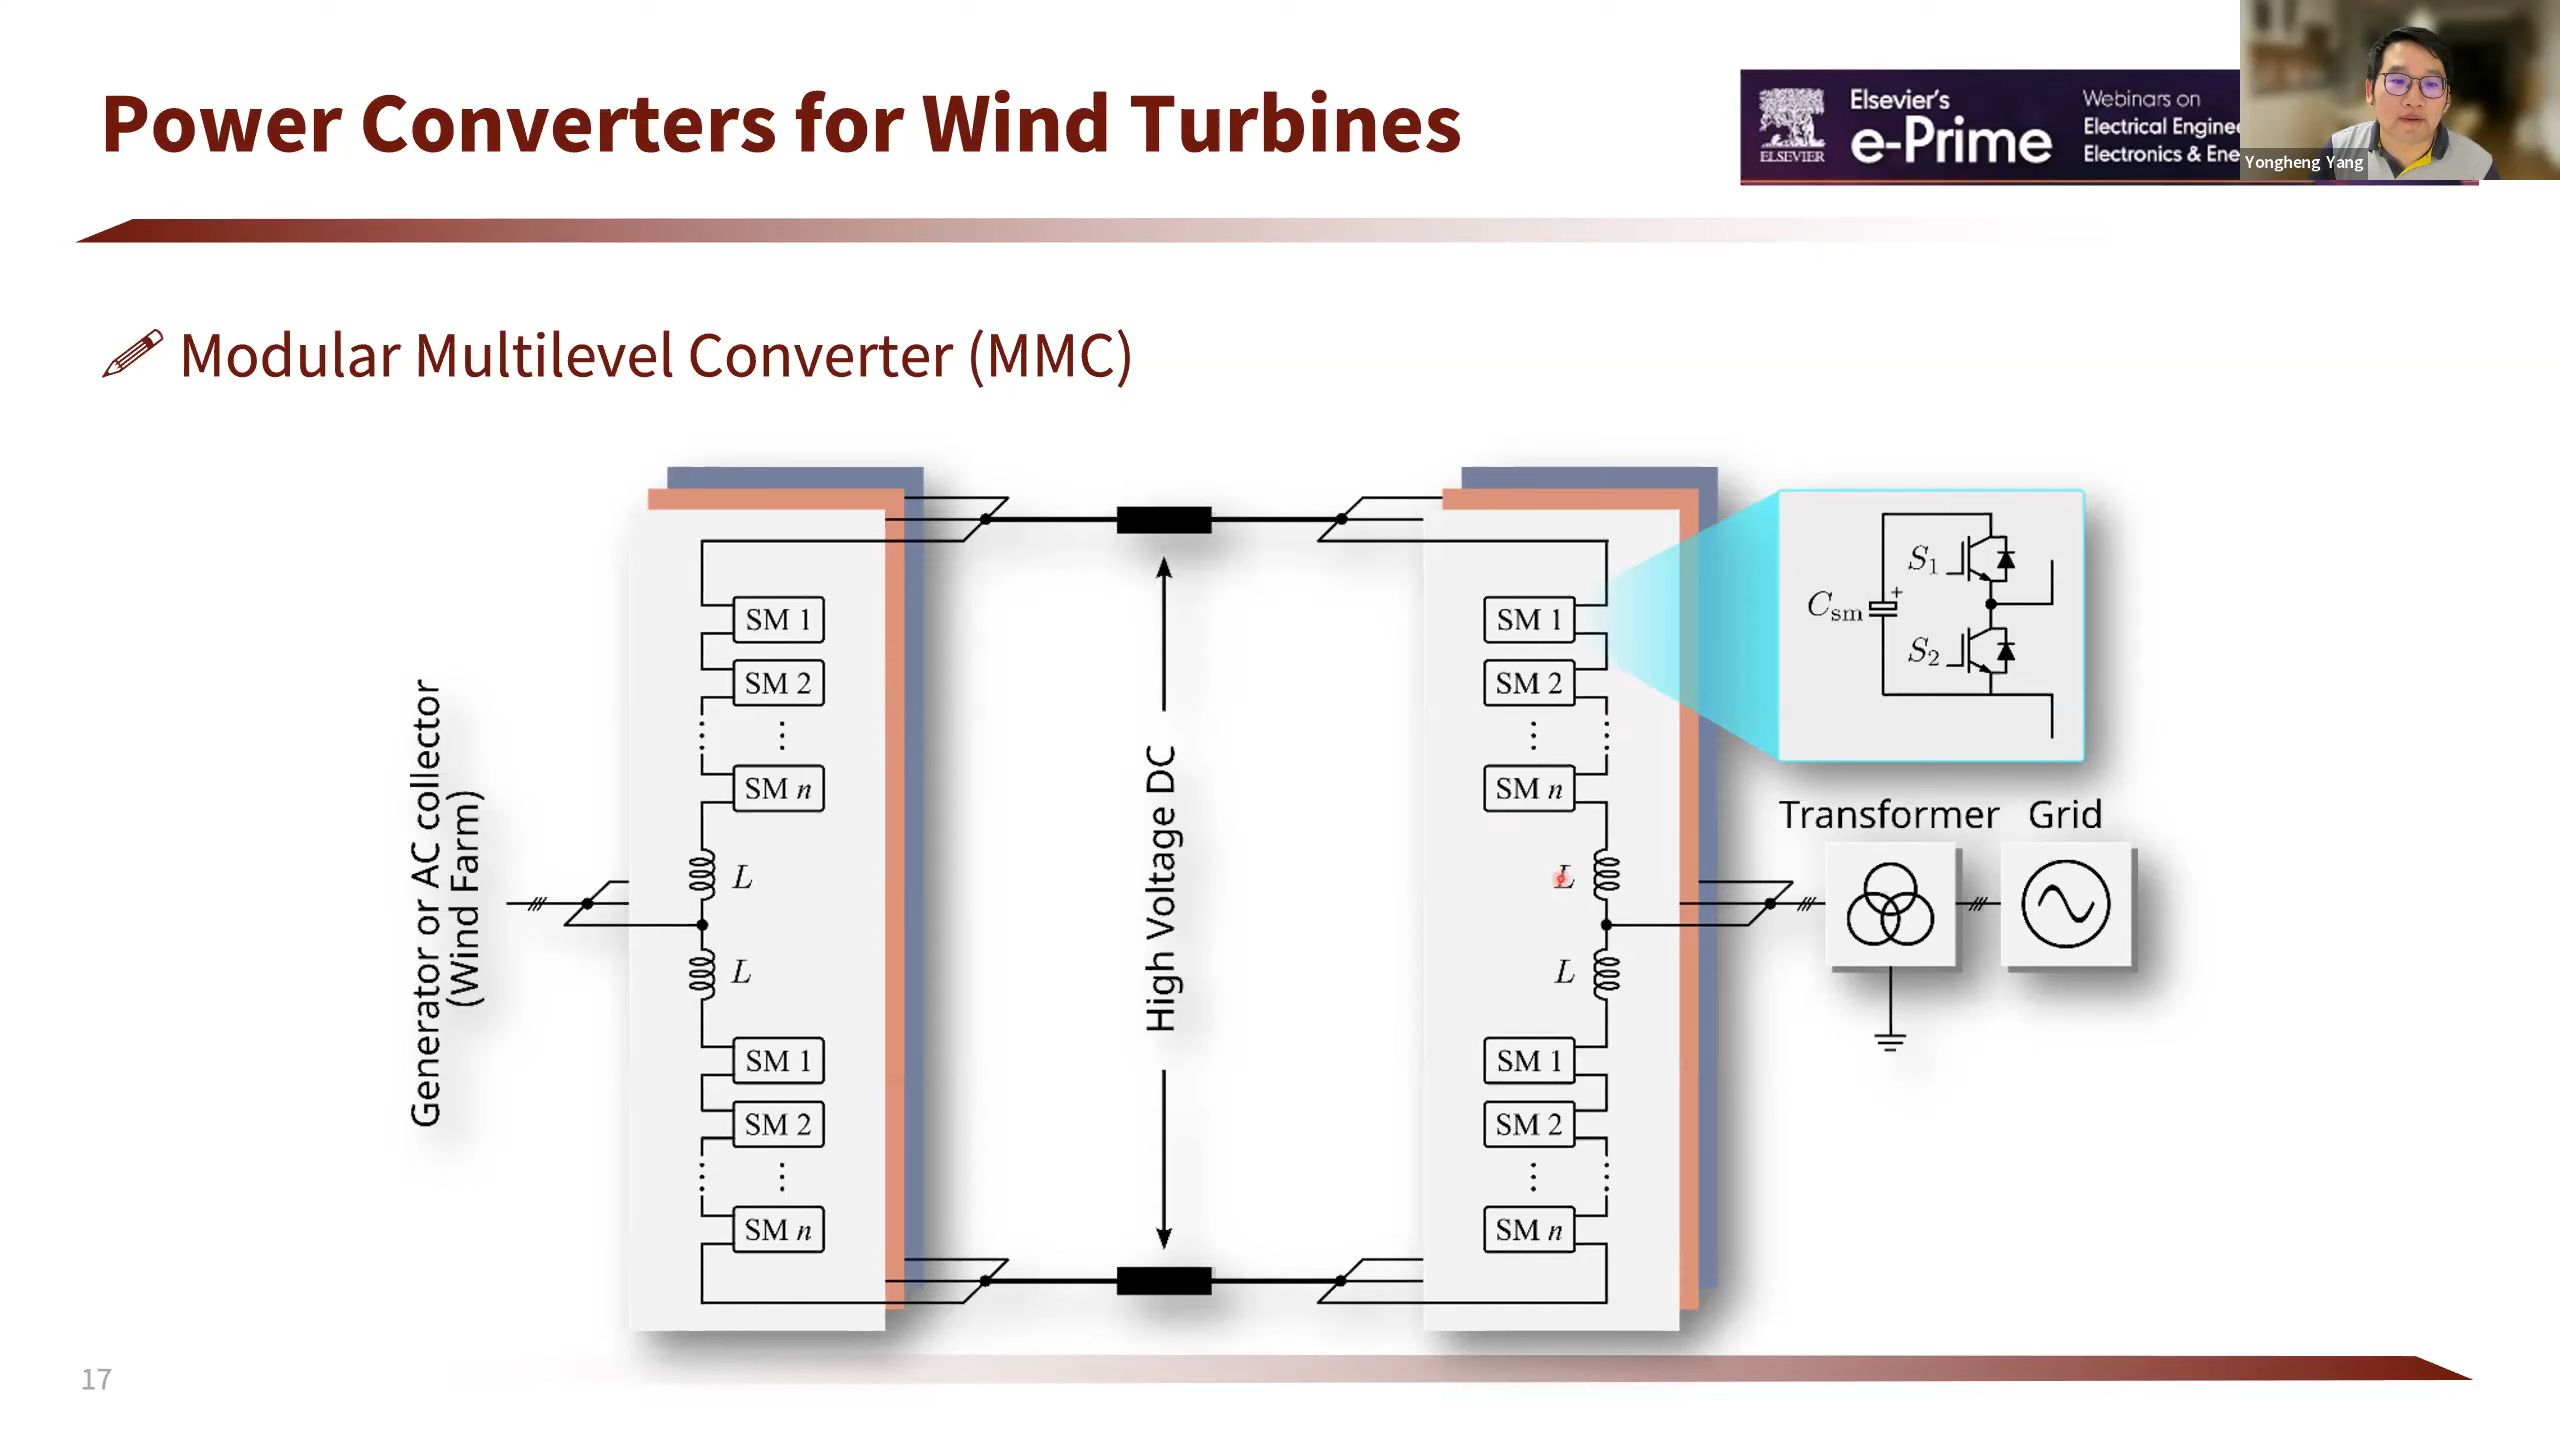 Power Converters for Wind Turbines
ELSEVIER
Elsevier's
e-Prime
Webinars on
Electrical Enginee
Electronics & Ene
Yongheng Yang
Modular Multilevel Converter (MMC)
Generator or AC collector
(Wind Farm)
SM 1
SM 2
SM n
L
L
SM 1
SM 2
SM n
High Voltage DC
SM 1
SM 2
SM n
L
L
SM 1
SM 2
SM n
S1
Csm
+
S2
Transformer
Grid
17